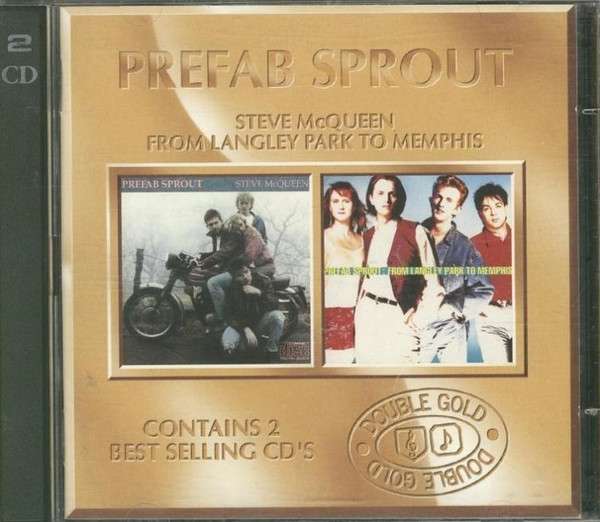 2
CD
PREFAB SPROUT
STEVE McQUEEN
FROM LANGLEY PARK TO MEMPHIS
PREFAB SPROUT STEVE McQUEEN
PREFAB SPROUT FROM LANGLEY PARK TO MEMPHIS
CONTAINS 2
BEST SELLING CD'S
DOUBLE GOLD
DOUBLE GOLD